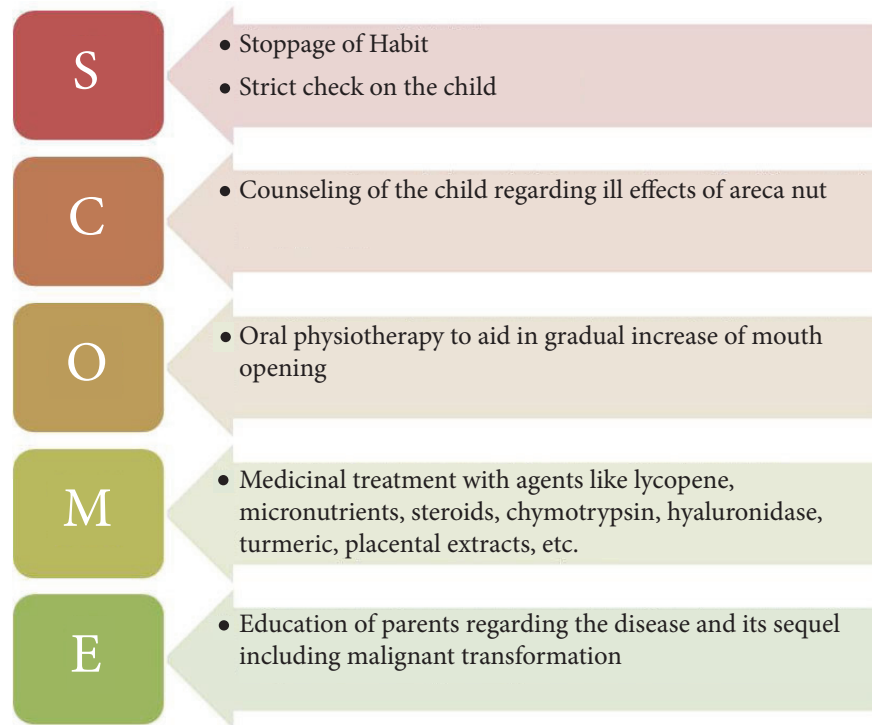 S
• Stoppage of Habit
• Strict check on the child
C
• Counseling of the child regarding ill effects of areca nut
O
• Oral physiotherapy to aid in gradual increase of mouth
opening
M
• Medicinal treatment with agents like lycopene,
micronutrients, steroids, chymotrypsin, hyaluronidase,
turmeric, placental extracts, etc.
E
• Education of parents regarding the disease and its sequel
including malignant transformation